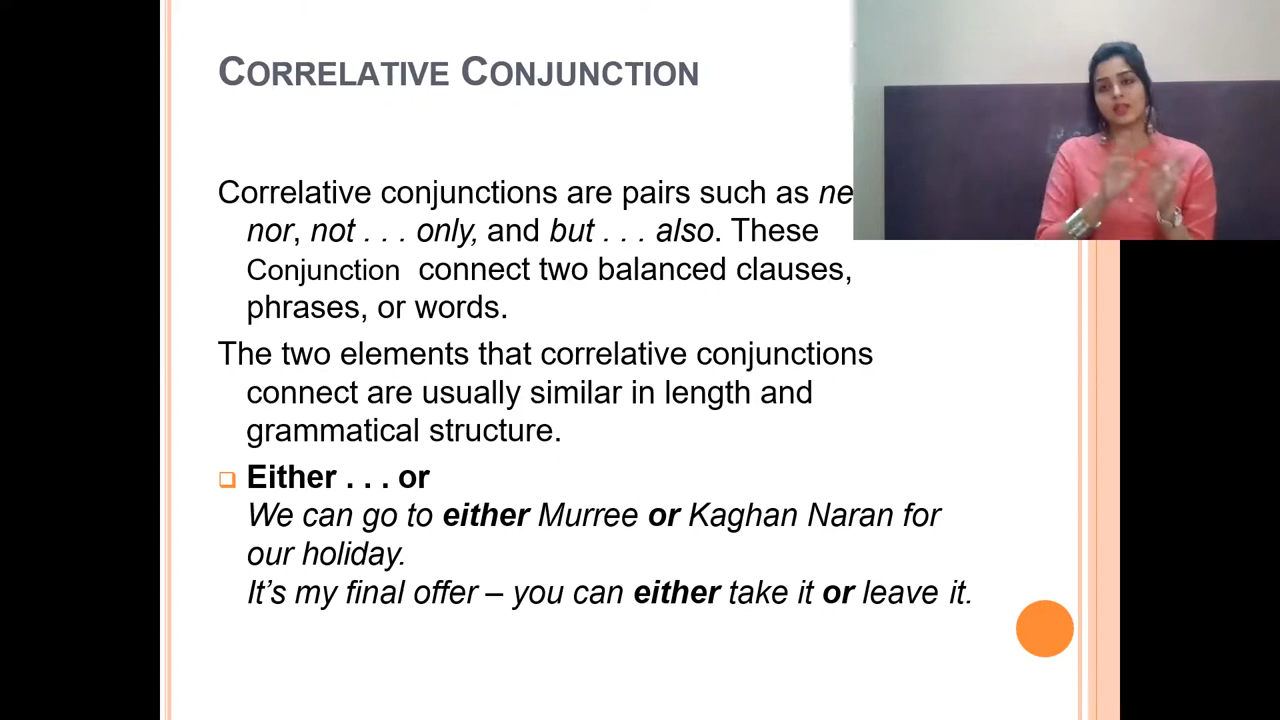 CORRELATIVE CONJUNCTION
Correlative conjunctions are pairs such as
nor, not . . . only, and but . . . also. These
Conjunction connect two balanced clauses,
phrases, or words.
The two elements that correlative conjunctions
connect are usually similar in length and
grammatical structure.
Either . . . or
We can go to either Murree or Kaghan Naran for
our holiday.
It’s my final offer – you can either take it or leave it.